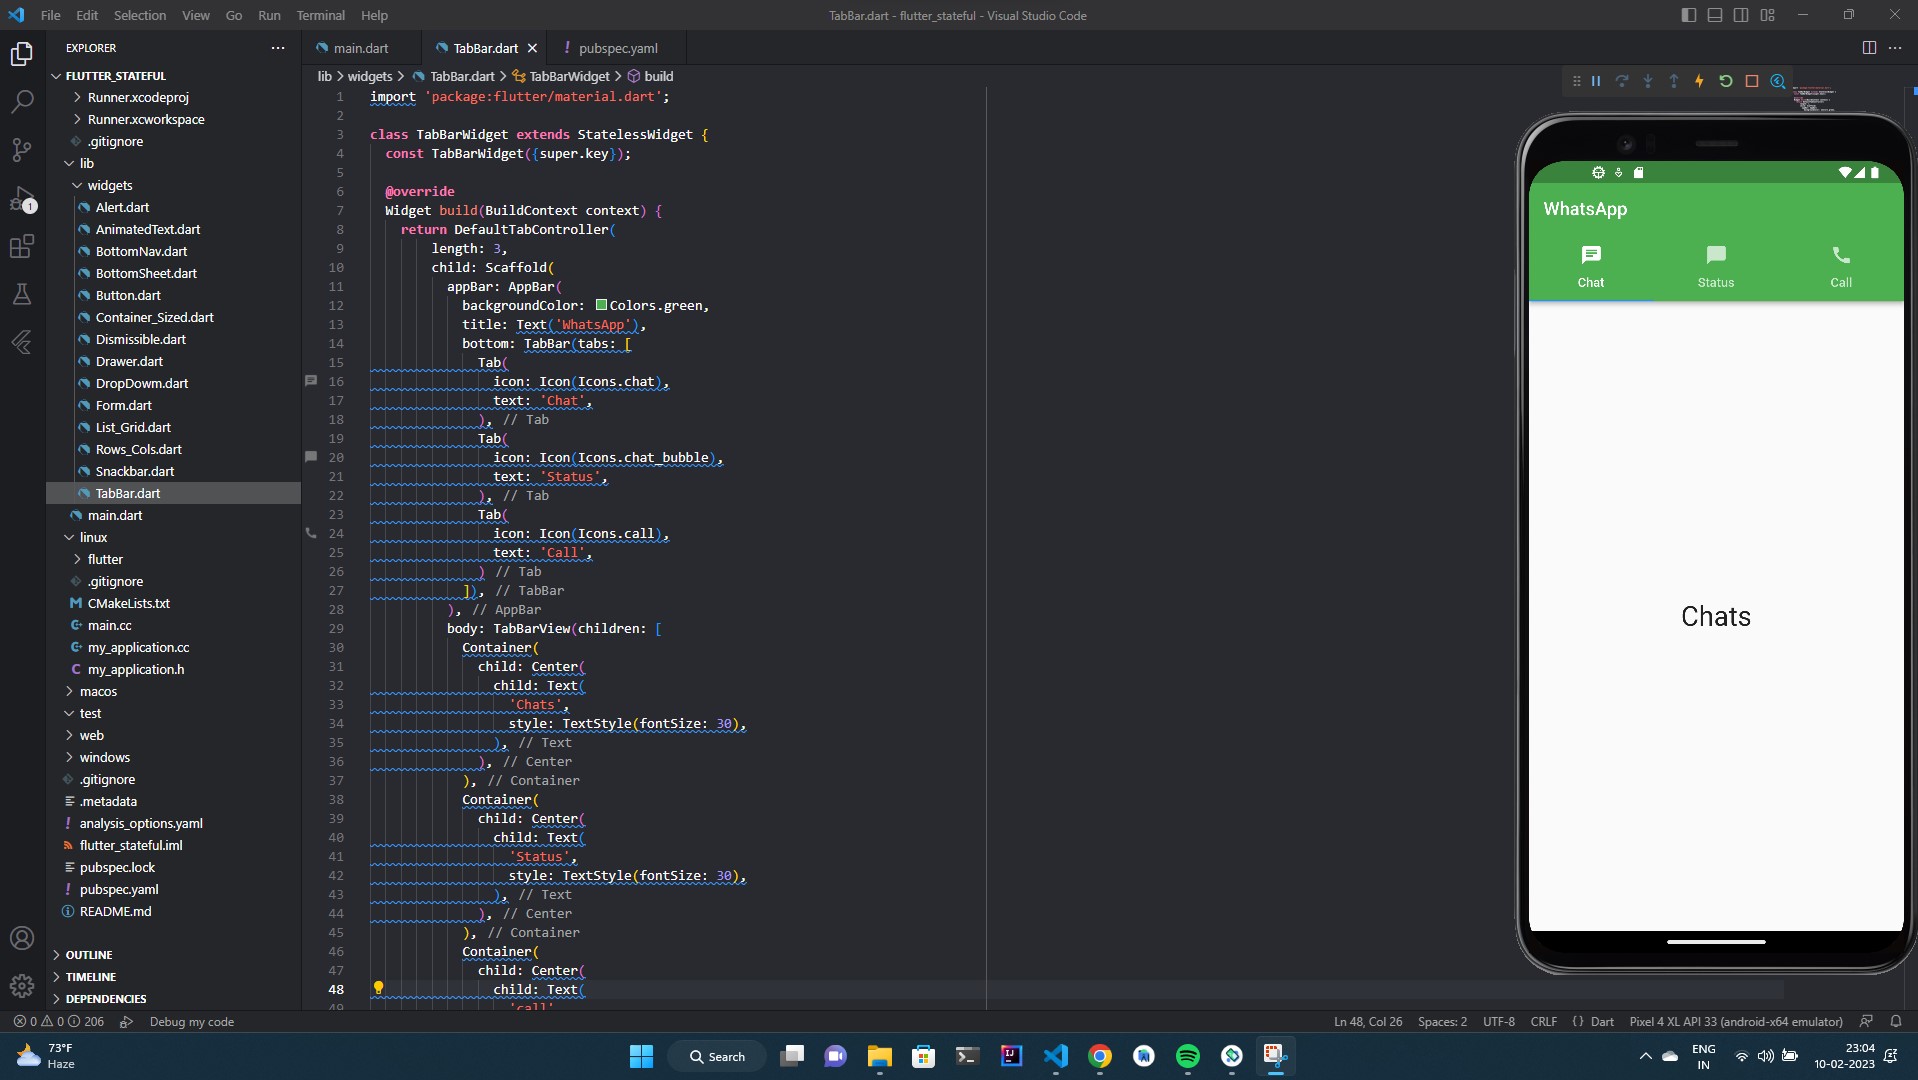 File Edit Selection View Go Run Terminal Help
TabBar.dart - flutter_stateful - Visual Studio Code
EXPLORER
FLUTTER_STATEFUL
Runner.xcodeproj
Runner.xcworkspace
.gitignore
lib
widgets
Alert.dart
AnimatedText.dart
BottomNav.dart
BottomSheet.dart
Button.dart
Container_Sized.dart
Dismissible.dart
Drawer.dart
DropDowm.dart
Form.dart
List_Grid.dart
Rows_Cols.dart
Snackbar.dart
TabBar.dart
main.dart
linux
flutter
.gitignore
CMakeLists.txt
main.cc
my_application.cc
my_application.h
macos
test
web
windows
.gitignore
.metadata
analysis_options.yaml
flutter_stateful.iml
pubspec.lock
pubspec.yaml
README.md
OUTLINE
TIMELINE
DEPENDENCIES
1
main.dart TabBar.dart ! pubspec.yaml
lib > widgets > TabBar.dart > TabBarWidget > build
1 import 'package:flutter/material.dart';
2
3 class TabBarWidget extends StatelessWidget {
4 const TabBarWidget({super.key});
5
6 @override
7 Widget build(BuildContext context) {
8 return DefaultTabController(
9 length: 3,
10 child: Scaffold(
11 appBar: AppBar(
12 backgroundColor: Colors.green,
13 title: Text('WhatsApp'),
14 bottom: TabBar(tabs: [
15 Tab(
16 icon: Icon(Icons.chat),
17 text: 'Chat',
18 ), // Tab
19 Tab(
20 icon: Icon(Icons.chat_bubble),
21 text: 'Status',
22 ), // Tab
23 Tab(
24 icon: Icon(Icons.call),
25 text: 'Call',
26 ) // Tab
27 ]), // TabBar
28 ), // AppBar
29 body: TabBarView(children: [
30 Container(
31 child: Center(
32 child: Text(
33 'Chats',
34 style: TextStyle(fontSize: 30),
35 ), // Text
36 ), // Center
37 ), // Container
38 Container(
39 child: Center(
40 child: Text(
41 'Status',
42 style: TextStyle(fontSize: 30),
43 ), // Text
44 ), // Center
45 ), // Container
46 Container(
47 child: Center(
48 child: Text(
49 'call'
WhatsApp
Chat Status Call
Chats
0 0 206 Debug my code
Ln 48, Col 26 Spaces: 2 UTF-8 CRLF {} Dart Pixel 4 XL API 33 (android-x64 emulator)
73°F
Haze
Search
ENG
IN
23:04
10-02-2023